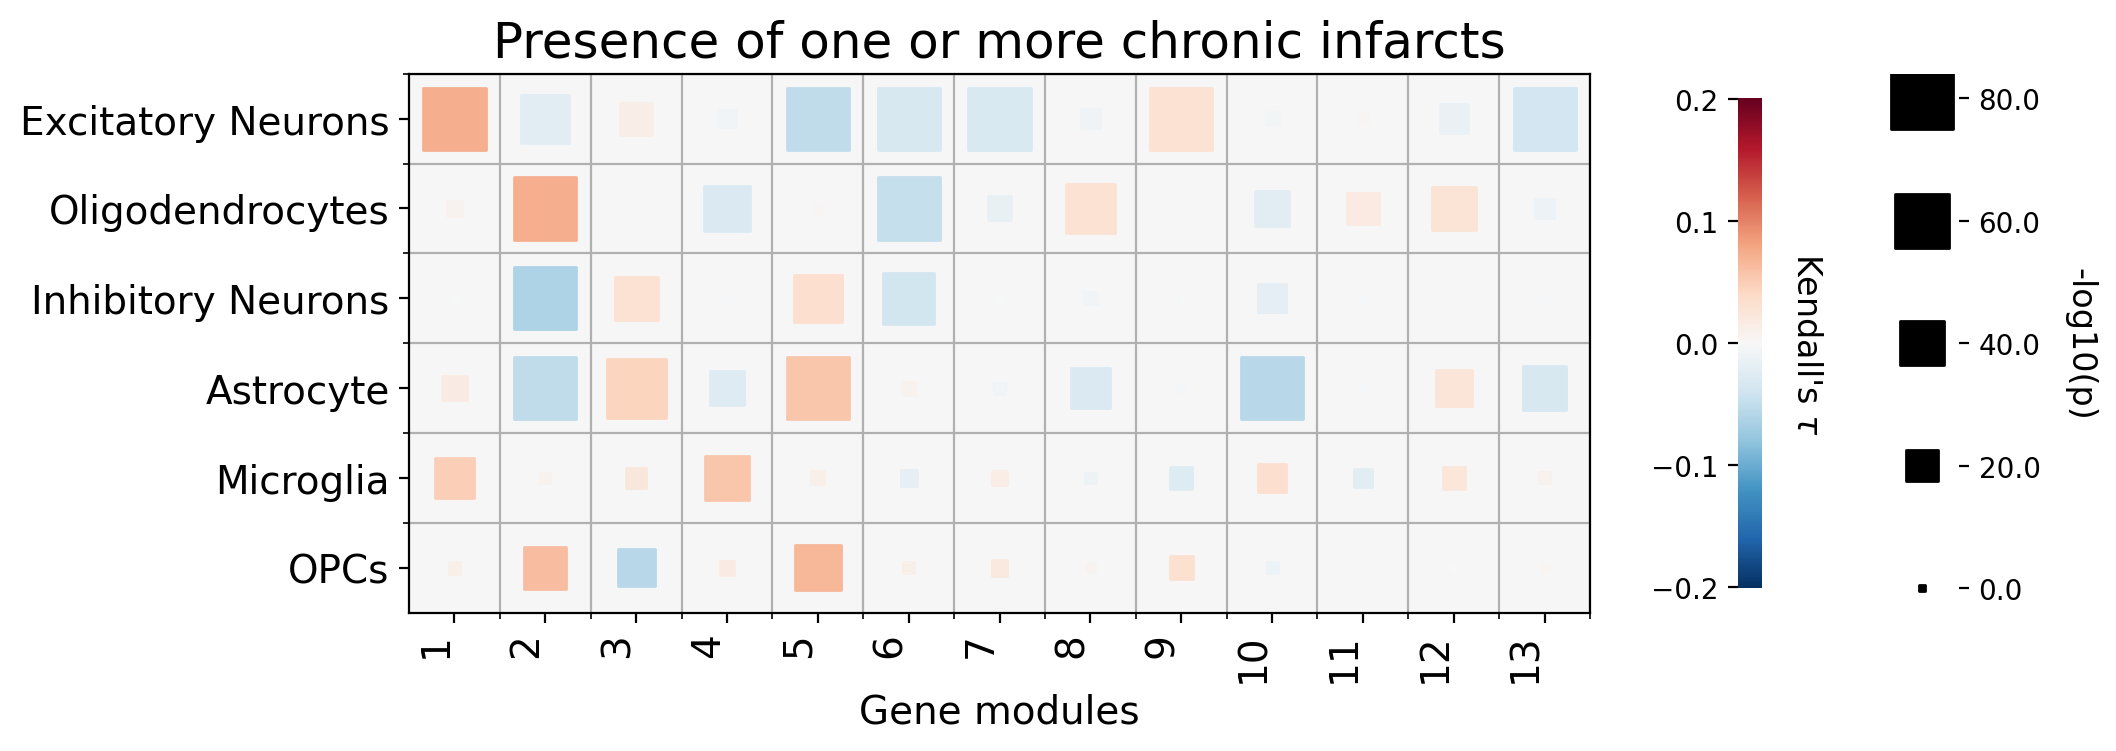 Presence of one or more chronic infarcts
Excitatory Neurons
Oligodendrocytes
Inhibitory Neurons
Astrocyte
Microglia
OPCs
1 2 3 4 5 6 7 8 9 10 11 12 13
Gene modules
0.2
0.1
0.0
−0.1
−0.2
Kendall's τ
80.0
60.0
40.0
20.0
0.0
-log10(p)